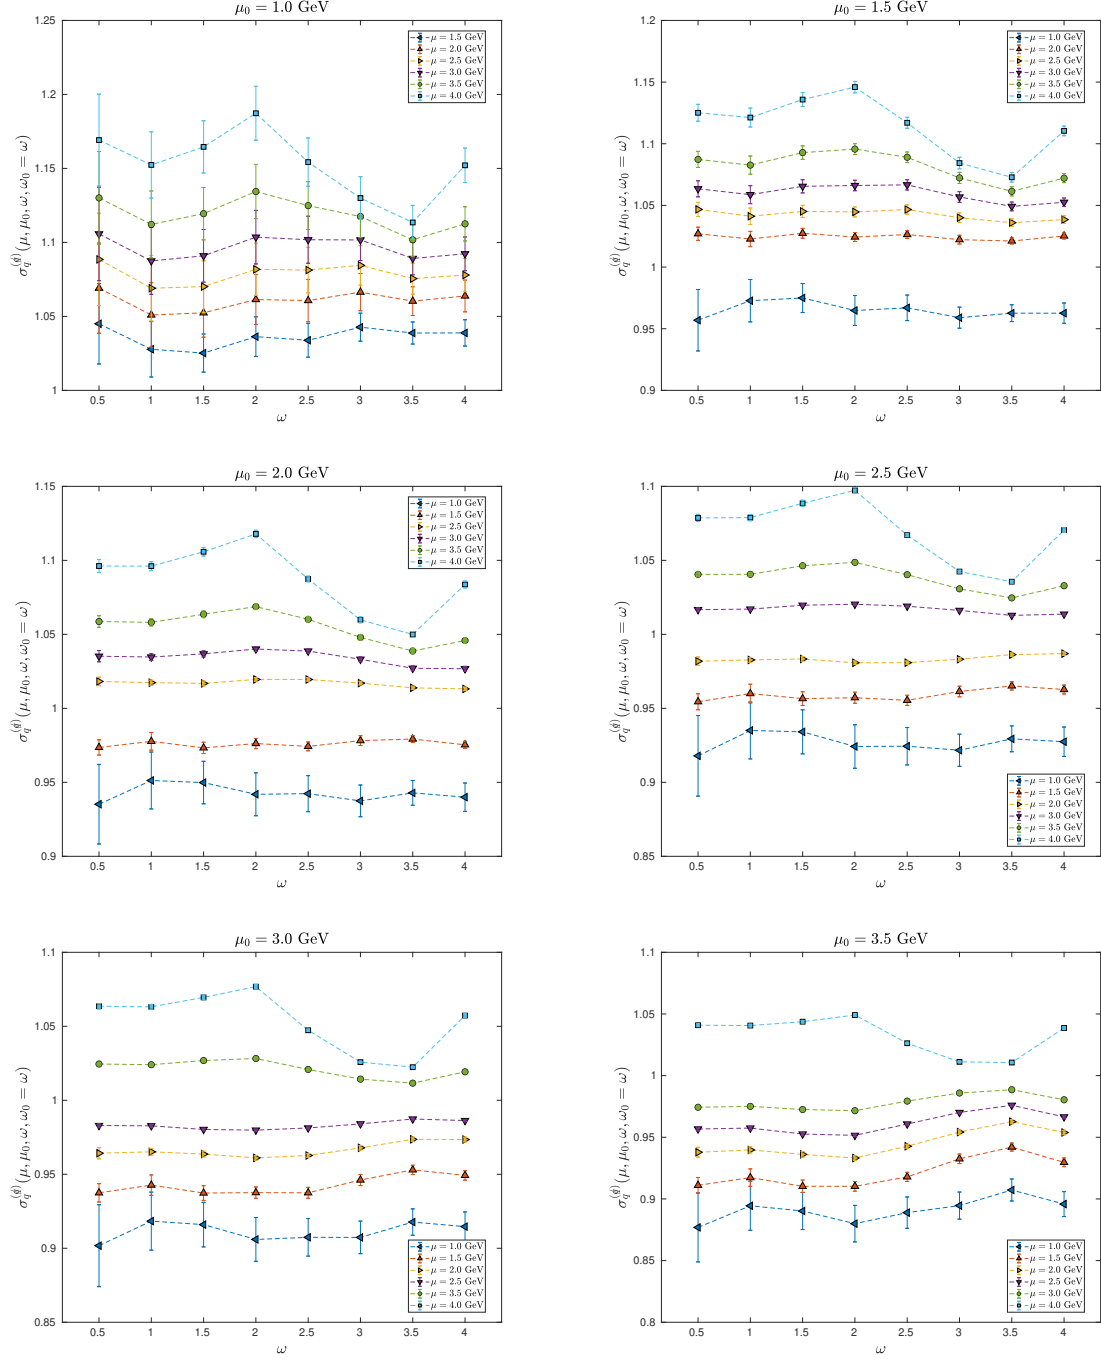 μ₀ = 1.0 GeV
1.25
1.2
1.15
1.1
1.05
1
0.5 1 1.5 2 2.5 3 3.5 4
ω
σ_q^(q̸)(μ, μ₀, ω, ω₀ = ω)
μ = 1.5 GeV
μ = 2.0 GeV
μ = 2.5 GeV
μ = 3.0 GeV
μ = 3.5 GeV
μ = 4.0 GeV
μ₀ = 1.5 GeV
1.2
1.15
1.1
1.05
1
0.95
0.9
0.5 1 1.5 2 2.5 3 3.5 4
ω
σ_q^(q̸)(μ, μ₀, ω, ω₀ = ω)
μ = 1.0 GeV
μ = 2.0 GeV
μ = 2.5 GeV
μ = 3.0 GeV
μ = 3.5 GeV
μ = 4.0 GeV
μ₀ = 2.0 GeV
1.15
1.1
1.05
1
0.95
0.9
0.5 1 1.5 2 2.5 3 3.5 4
ω
σ_q^(q̸)(μ, μ₀, ω, ω₀ = ω)
μ = 1.0 GeV
μ = 1.5 GeV
μ = 2.5 GeV
μ = 3.0 GeV
μ = 3.5 GeV
μ = 4.0 GeV
μ₀ = 2.5 GeV
1.1
1.05
1
0.95
0.9
0.85
0.5 1 1.5 2 2.5 3 3.5 4
ω
σ_q^(q̸)(μ, μ₀, ω, ω₀ = ω)
μ = 1.0 GeV
μ = 1.5 GeV
μ = 2.0 GeV
μ = 3.0 GeV
μ = 3.5 GeV
μ = 4.0 GeV
μ₀ = 3.0 GeV
1.1
1.05
1
0.95
0.9
0.85
0.5 1 1.5 2 2.5 3 3.5 4
ω
σ_q^(q̸)(μ, μ₀, ω, ω₀ = ω)
μ = 1.0 GeV
μ = 1.5 GeV
μ = 2.0 GeV
μ = 2.5 GeV
μ = 3.5 GeV
μ = 4.0 GeV
μ₀ = 3.5 GeV
1.1
1.05
1
0.95
0.9
0.85
0.8
0.5 1 1.5 2 2.5 3 3.5 4
ω
σ_q^(q̸)(μ, μ₀, ω, ω₀ = ω)
μ = 1.0 GeV
μ = 1.5 GeV
μ = 2.0 GeV
μ = 2.5 GeV
μ = 3.0 GeV
μ = 4.0 GeV